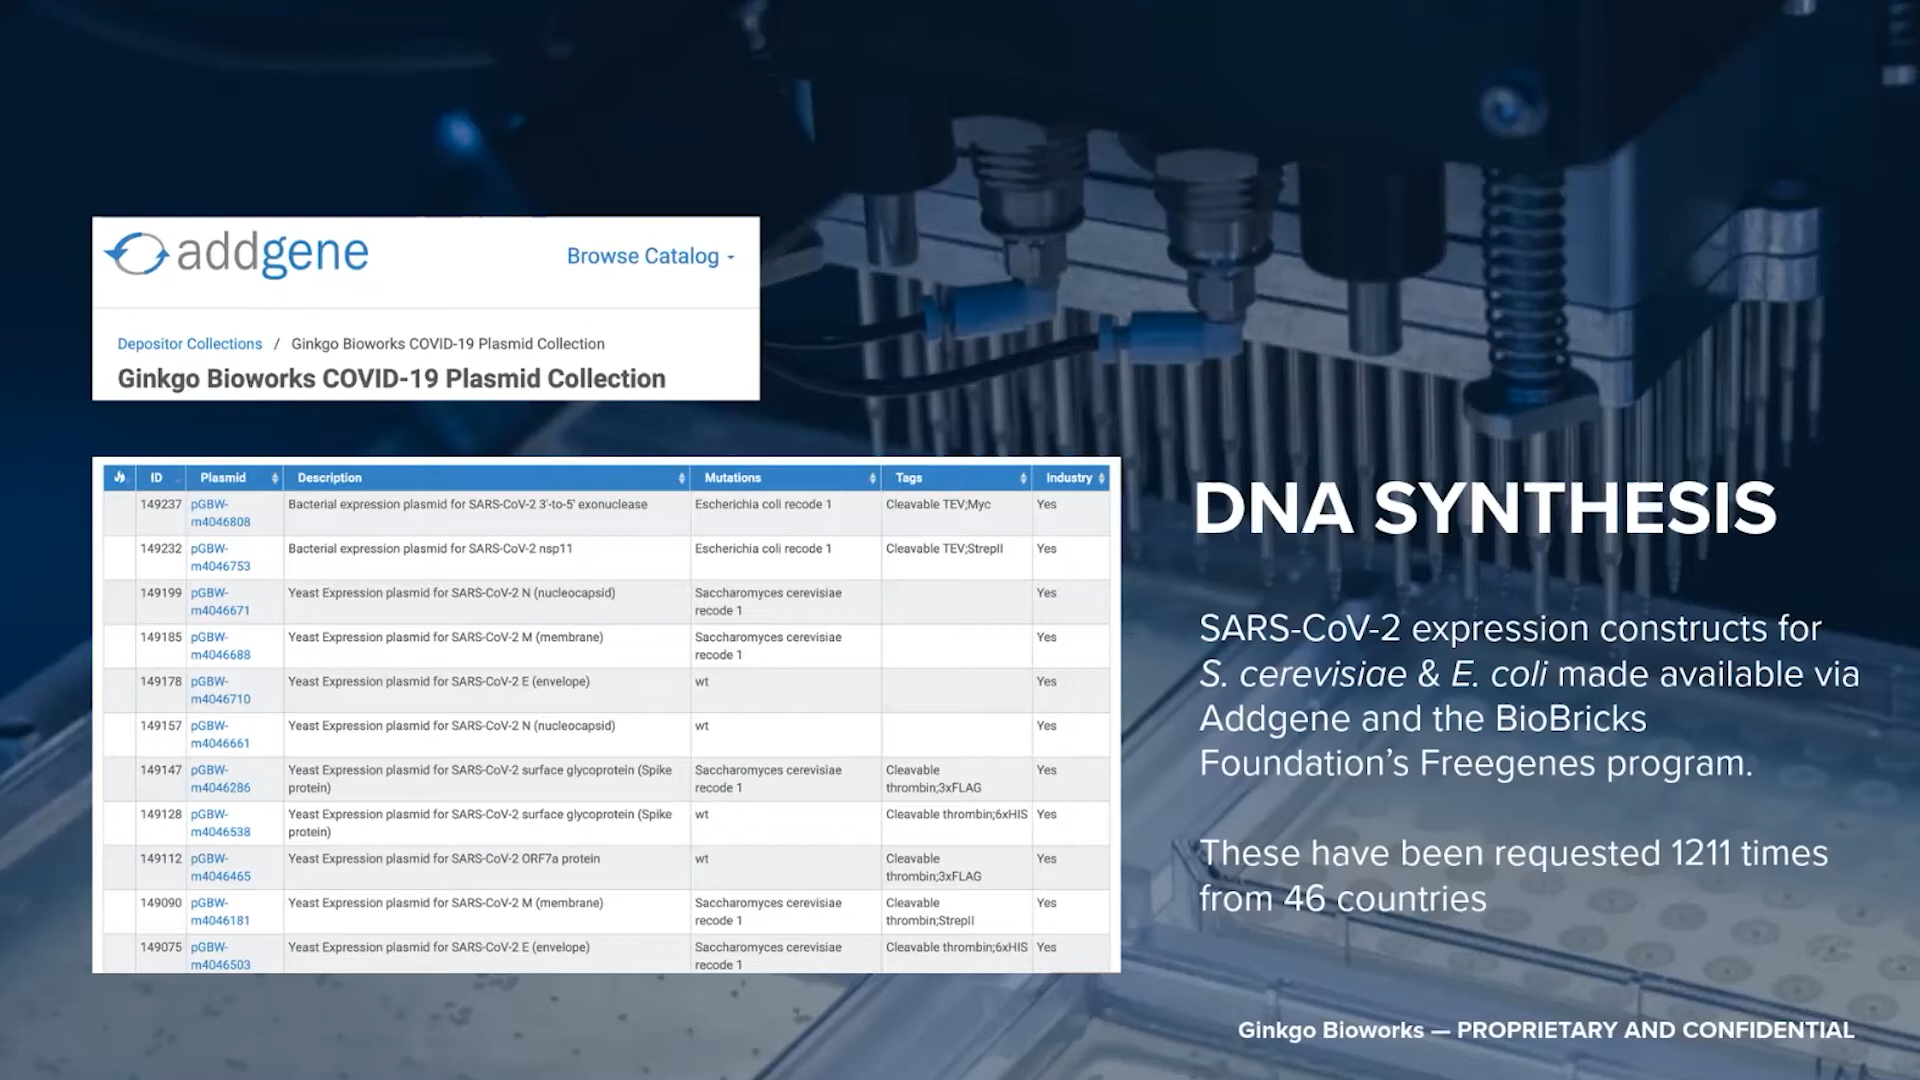 addgene
Browse Catalog
Depositor Collections / Ginkgo Bioworks COVID-19 Plasmid Collection
Ginkgo Bioworks COVID-19 Plasmid Collection
ID Plasmid Description Mutations Tags Industry
149237 pGBW-m4046808 Bacterial expression plasmid for SARS-CoV-2 3'-to-5' exonuclease Escherichia coli recode 1 Cleavable TEV;Myc Yes
149232 pGBW-m4046753 Bacterial expression plasmid for SARS-CoV-2 nsp11 Escherichia coli recode 1 Cleavable TEV;StrepII Yes
149199 pGBW-m4046671 Yeast Expression plasmid for SARS-CoV-2 N (nucleocapsid) Saccharomyces cerevisiae recode 1 Yes
149185 pGBW-m4046688 Yeast Expression plasmid for SARS-CoV-2 M (membrane) Saccharomyces cerevisiae recode 1 Yes
149178 pGBW-m4046710 Yeast Expression plasmid for SARS-CoV-2 E (envelope) wt Yes
149157 pGBW-m4046661 Yeast Expression plasmid for SARS-CoV-2 N (nucleocapsid) wt Yes
149147 pGBW-m4046286 Yeast Expression plasmid for SARS-CoV-2 surface glycoprotein (Spike protein) Saccharomyces cerevisiae recode 1 Cleavable thrombin;3xFLAG Yes
149128 pGBW-m4046538 Yeast Expression plasmid for SARS-CoV-2 surface glycoprotein (Spike protein) wt Cleavable thrombin;6xHIS Yes
149112 pGBW-m4046465 Yeast Expression plasmid for SARS-CoV-2 ORF7a protein wt Cleavable thrombin;3xFLAG Yes
149090 pGBW-m4046181 Yeast Expression plasmid for SARS-CoV-2 M (membrane) Saccharomyces cerevisiae recode 1 Cleavable thrombin;StrepII Yes
149075 pGBW-m4046503 Yeast Expression plasmid for SARS-CoV-2 E (envelope) Saccharomyces cerevisiae recode 1 Cleavable thrombin;6xHIS Yes
DNA SYNTHESIS
SARS-CoV-2 expression constructs for
S. cerevisiae & E. coli made available via
Addgene and the BioBricks
Foundation’s Freegenes program.
These have been requested 1211 times
from 46 countries
Ginkgo Bioworks — PROPRIETARY AND CONFIDENTIAL